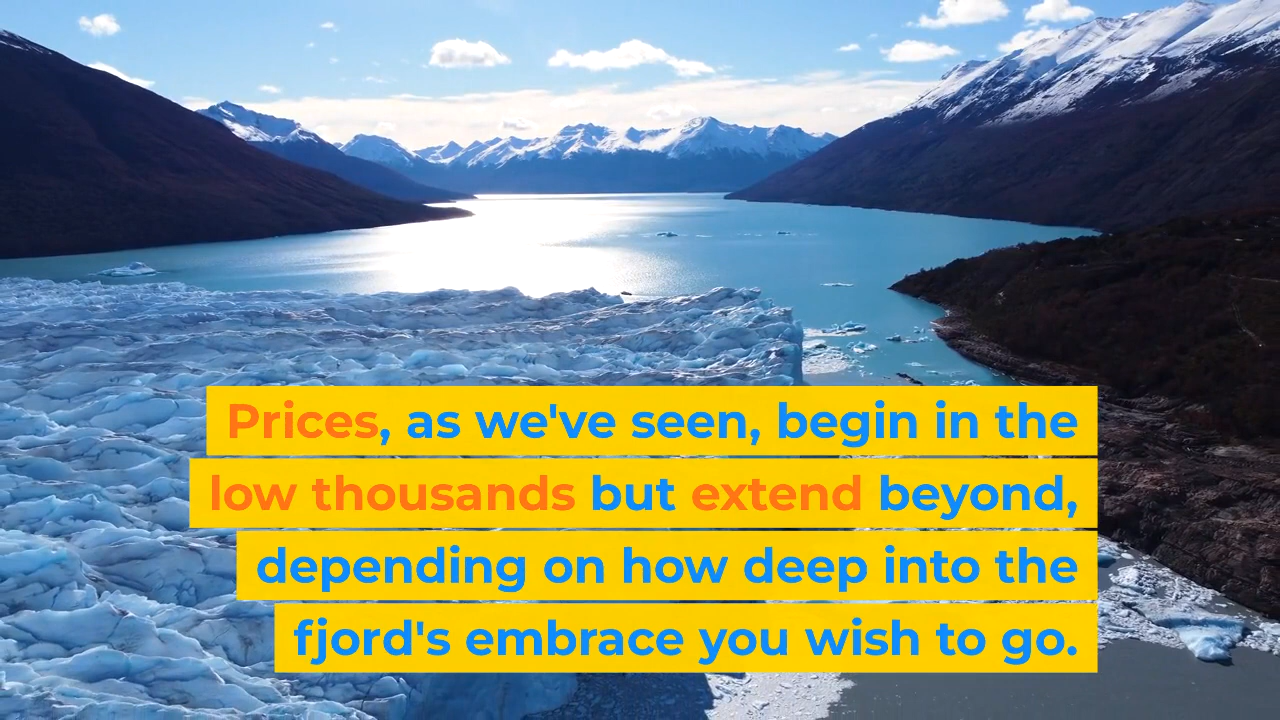 Prices, as we've seen, begin in the
low thousands but extend beyond,
depending on how deep into the
fjord's embrace you wish to go.